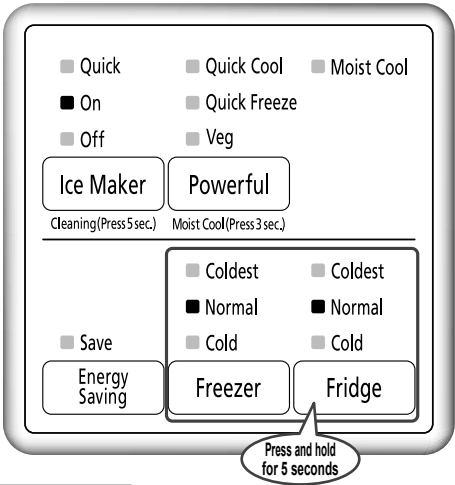 Quick Quick Cool Moist Cool
On Quick Freeze
Off Veg
Ice Maker Powerful
Cleaning(Press 5 sec.) Moist Cool(Press 3 sec.)
Coldest Coldest
Normal Normal
Save Cold Cold
Energy
Saving
Freezer Fridge
Press and hold
for 5 seconds